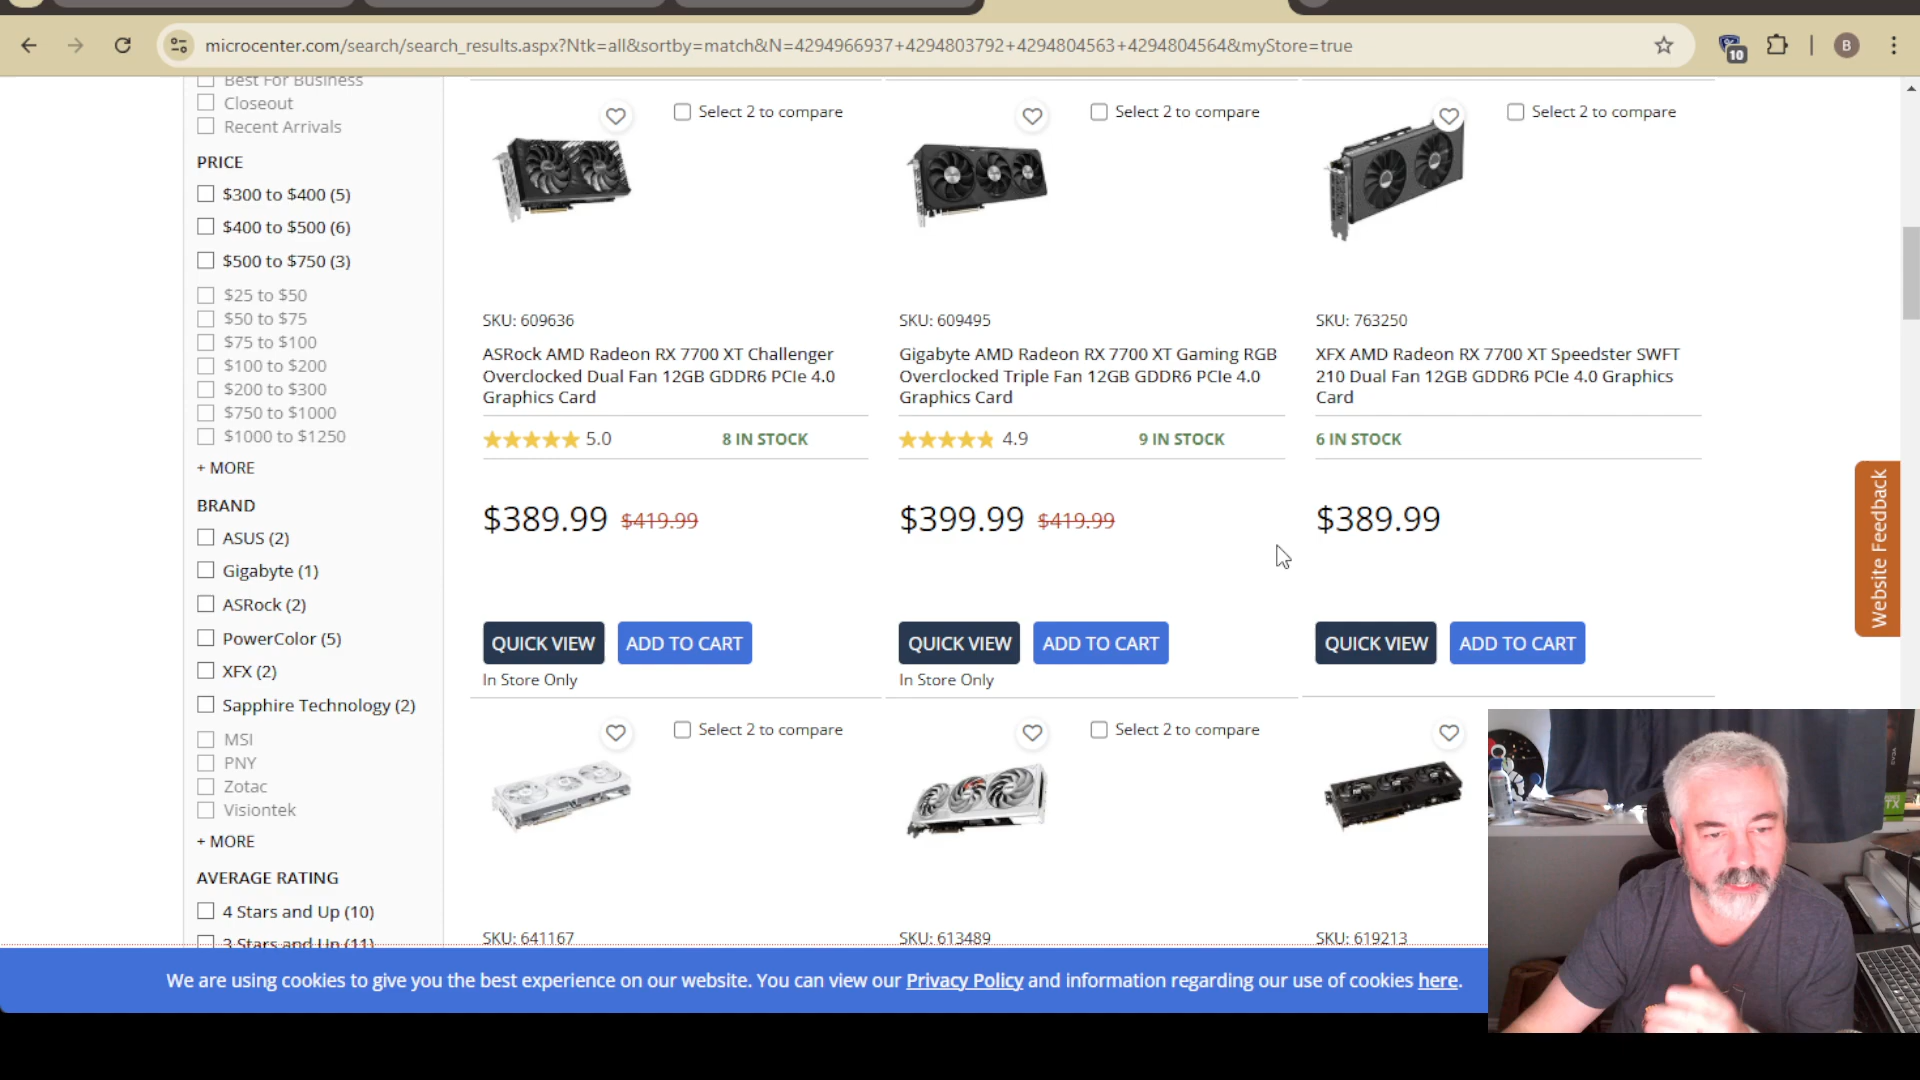 microcenter.com/search/search_results.aspx?Ntk=all&sortby=match&N=4294966937+4294803792+4294804563+4294804564&myStore=true
10
B
Best For Business
Closeout
Recent Arrivals
PRICE
$300 to $400 (5)
$400 to $500 (6)
$500 to $750 (3)
$25 to $50
$50 to $75
$75 to $100
$100 to $200
$200 to $300
$750 to $1000
$1000 to $1250
+ MORE
BRAND
ASUS (2)
Gigabyte (1)
ASRock (2)
PowerColor (5)
XFX (2)
Sapphire Technology (2)
MSI
PNY
Zotac
Visiontek
+ MORE
AVERAGE RATING
4 Stars and Up (10)
3 Stars and Up (11)
Select 2 to compare
SKU: 609636
ASRock AMD Radeon RX 7700 XT Challenger
Overclocked Dual Fan 12GB GDDR6 PCIe 4.0
Graphics Card
5.0 8 IN STOCK
$389.99 $419.99
QUICK VIEW ADD TO CART
In Store Only
Select 2 to compare
SKU: 609495
Gigabyte AMD Radeon RX 7700 XT Gaming RGB
Overclocked Triple Fan 12GB GDDR6 PCIe 4.0
Graphics Card
4.9 9 IN STOCK
$399.99 $419.99
QUICK VIEW ADD TO CART
In Store Only
Select 2 to compare
SKU: 763250
XFX AMD Radeon RX 7700 XT Speedster SWFT
210 Dual Fan 12GB GDDR6 PCIe 4.0 Graphics
Card
6 IN STOCK
$389.99
QUICK VIEW ADD TO CART
Select 2 to compare
SKU: 641167
Select 2 to compare
SKU: 613489
SKU: 619213
Website Feedback
We are using cookies to give you the best experience on our website. You can view our Privacy Policy and information regarding our use of cookies here.